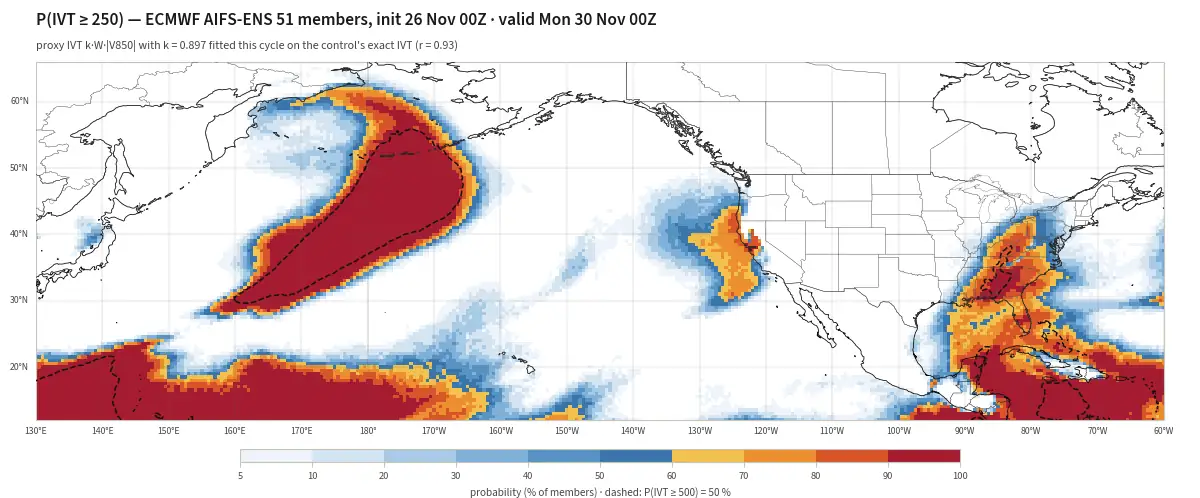 P(IVT ≥ 250) — ECMWF AIFS-ENS 51 members, init 26 Nov 00Z · valid Mon 30 Nov 00Z
proxy IVT k·W·|V850| with k = 0.897 fitted this cycle on the control's exact IVT (r = 0.93)
60°N
50°N
40°N
30°N
20°N
130°E 140°E 150°E 160°E 170°E 180° 170°W 160°W 150°W 140°W 130°W 120°W 110°W 100°W 90°W 80°W 70°W 60°W
5 10 20 30 40 50 60 70 80 90 100
probability (% of members) · dashed: P(IVT ≥ 500) = 50 %